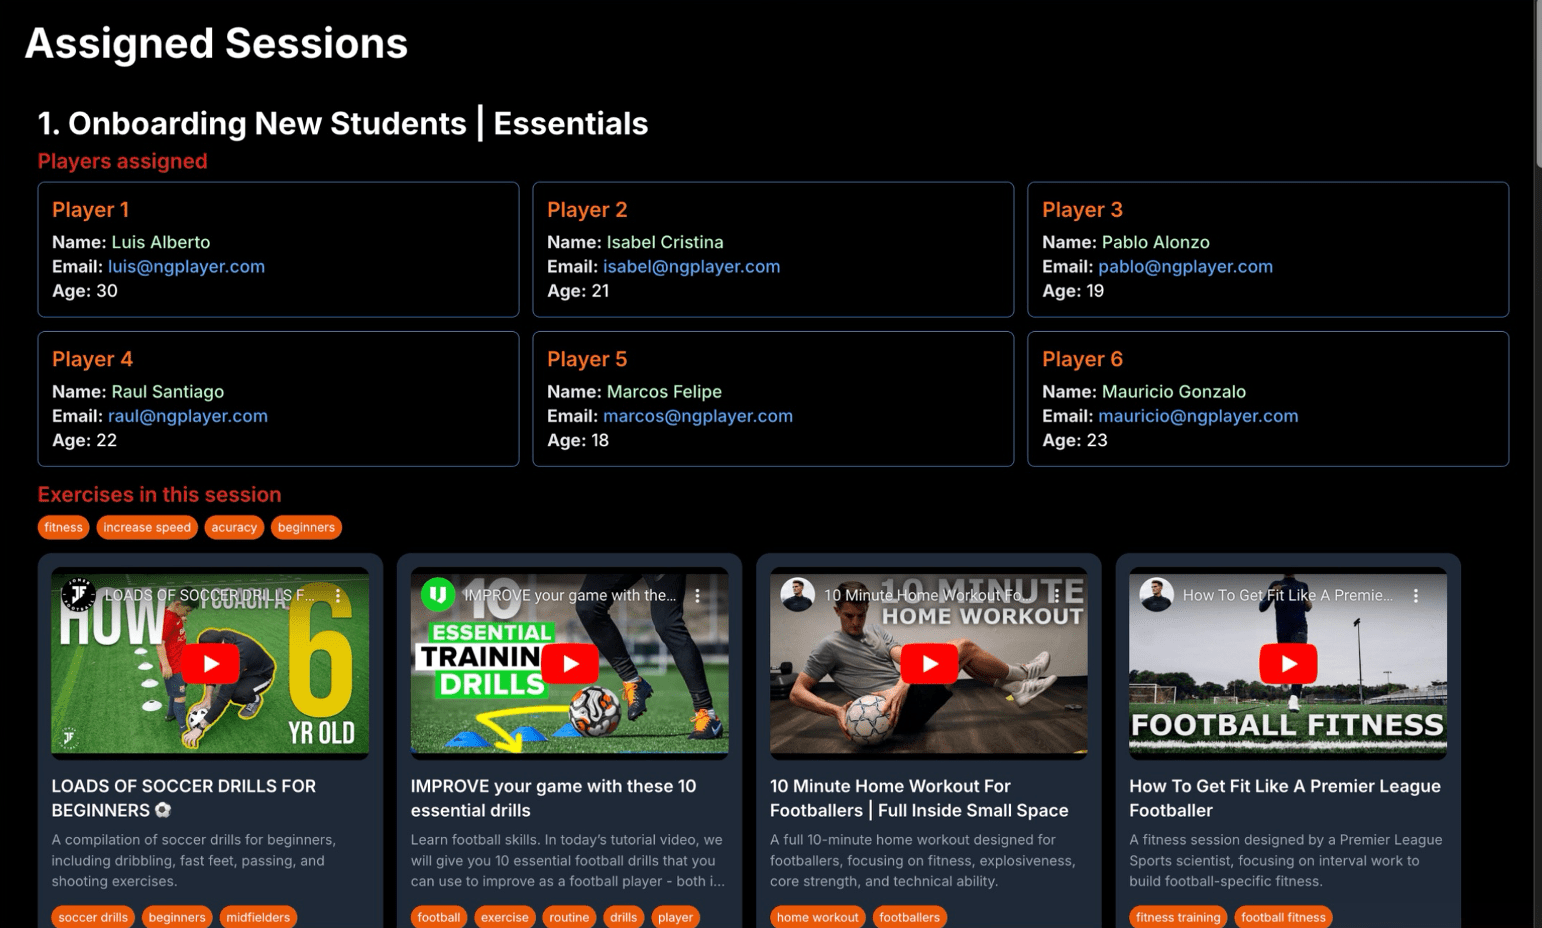 Assigned Sessions
1. Onboarding New Students | Essentials
Players assigned
Player 1
Name: Luis Alberto
Email: luis@ngplayer.com
Age: 30
Player 2
Name: Isabel Cristina
Email: isabel@ngplayer.com
Age: 21
Player 3
Name: Pablo Alonzo
Email: pablo@ngplayer.com
Age: 19
Player 4
Name: Raul Santiago
Email: raul@ngplayer.com
Age: 22
Player 5
Name: Marcos Felipe
Email: marcos@ngplayer.com
Age: 18
Player 6
Name: Mauricio Gonzalo
Email: mauricio@ngplayer.com
Age: 23
Exercises in this session
fitness increase speed acuracy beginners
JF
LOADS OF SOCCER DRILLS F...
HOW COACH A
6
YR OLD
JF
LOADS OF SOCCER DRILLS FOR
BEGINNERS ⚽
A compilation of soccer drills for beginners,
including dribbling, fast feet, passing, and
shooting exercises.
soccer drills beginners midfielders
IMPROVE your game with the...
10
ESSENTIAL
TRAININ
DRILLS
IMPROVE your game with these 10
essential drills
Learn football skills. In today’s tutorial video, we
will give you 10 essential football drills that you
can use to improve as a football player - both i...
football exercise routine drills player
10 Minute Home Workout Fo...
10 MINUTE
HOME WORKOUT
10 Minute Home Workout For
Footballers | Full Inside Small Space
A full 10-minute home workout designed for
footballers, focusing on fitness, explosiveness,
core strength, and technical ability.
home workout footballers
How To Get Fit Like A Premie...
FOOTBALL FITNESS
How To Get Fit Like A Premier League
Footballer
A fitness session designed by a Premier League
Sports scientist, focusing on interval work to
build football-specific fitness.
fitness training football fitness